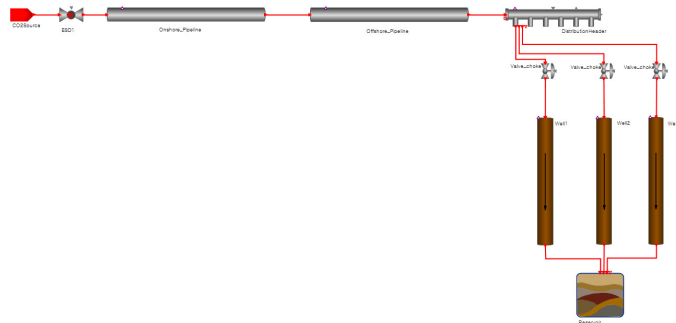 CO2Source
ESD1
Onshore_Pipeline
Offshore_Pipeline
DistributionHeader
Valve_choke
Valve_choke
Valve_choke
Well1
Well2
We
Reservoir